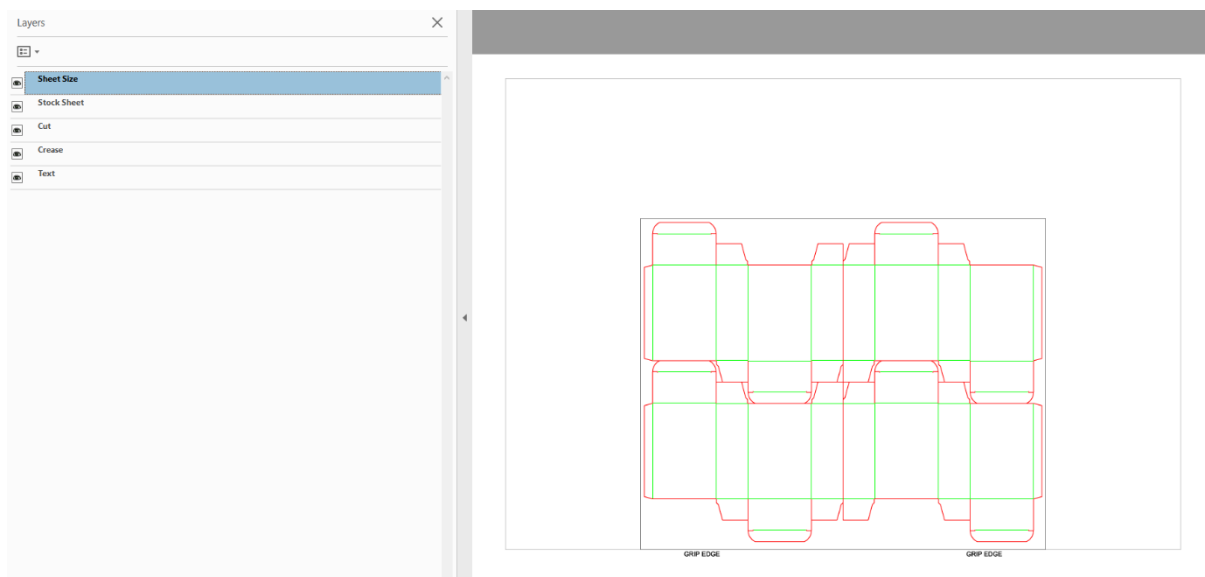 Layers
Sheet Size
Stock Sheet
Cut
Crease
Text
GRIP EDGE
GRIP EDGE